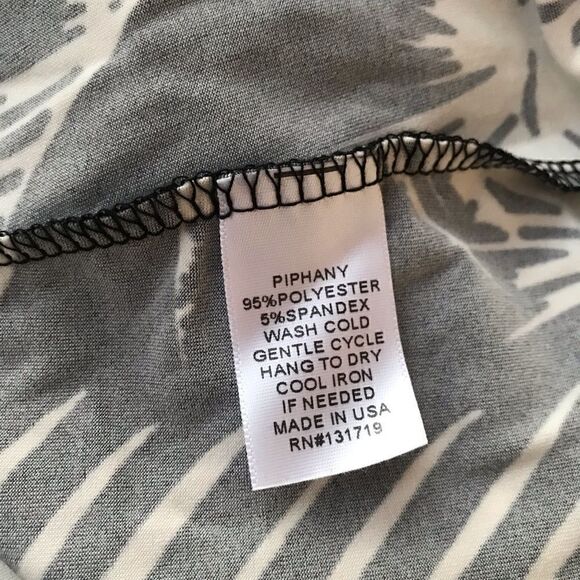 PIPHANY
95%POLYESTER
5%SPANDEX
WASH COLD
GENTLE CYCLE
HANG TO DRY
COOL IRON
IF NEEDED
MADE IN USA
RN#131719